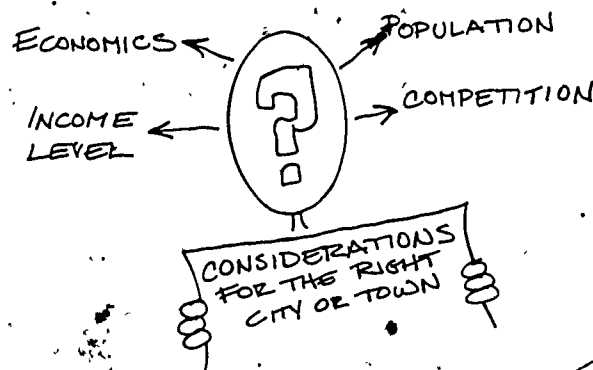 ECONOMICS
POPULATION
INCOME
LEVEL
COMPETITION
?
CONSIDERATIONS
FOR THE RIGHT
CITY OR TOWN